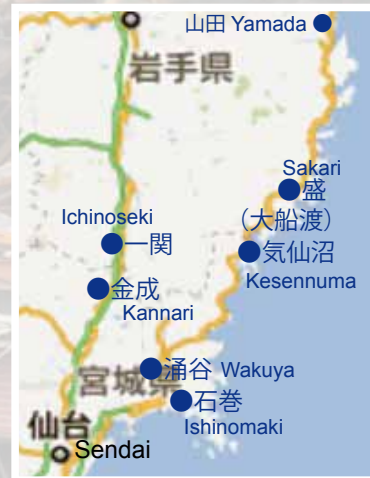 山田 Yamada
岩手県
Sakari
盛
（大船渡）
Ichinoseki
一関
気仙沼
Kesennuma
金成
Kannari
涌谷 Wakuya
宮城県
石巻
Ishinomaki
仙台
Sendai